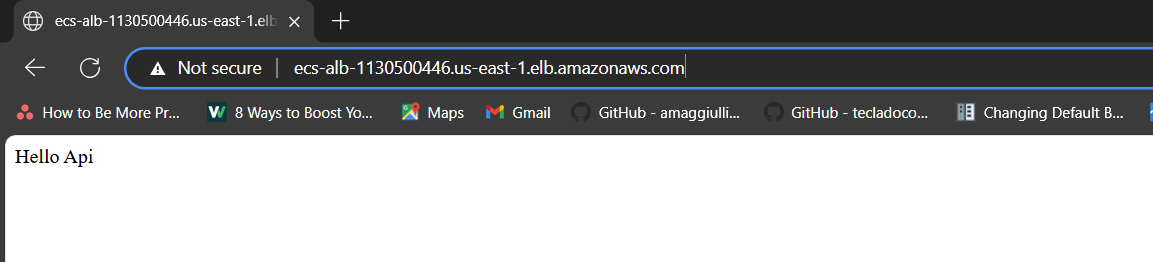 ecs-alb-1130500446.us-east-1.elb
Not secure ecs-alb-1130500446.us-east-1.elb.amazonaws.com
How to Be More Pr... 8 Ways to Boost Yo... Maps Gmail GitHub - amaggiulli... GitHub - tecladoco... Changing Default B...
Hello Api